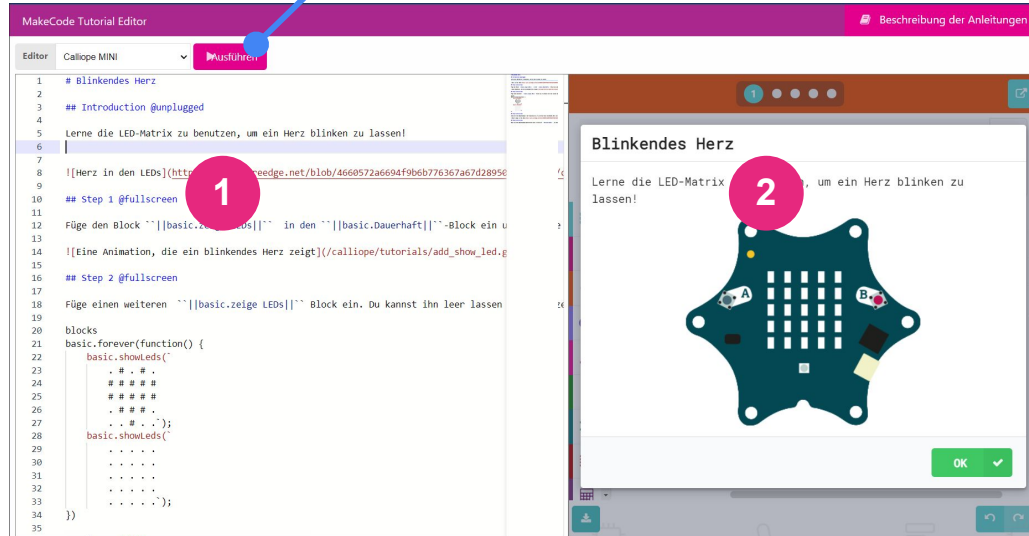 MakeCode Tutorial Editor
Beschreibung der Anleitungen
Editor
Calliope MINI
Ausführen
1 # Blinkendes Herz
2
3 ## Introduction @unplugged
4
5 Lerne die LED-Matrix zu benutzen, um ein Herz blinken zu lassen!
6
7
8 ![Herz in den LEDs](http reedge.net/blob/4660572a6694f9b6b776367a67d28950
9
10 ## Step 1 @fullscreen
11
12 Füge den Block ``||basic.ze LEDs||`` in den ``||basic.Dauerhaft||``-Block ein u
13
14 ![Eine Animation, die ein blinkendes Herz zeigt](/calliope/tutorials/add_show_led.g
15
16 ## Step 2 @fullscreen
17
18 Füge einen weiteren ``||basic.zeige LEDs||`` Block ein. Du kannst ihn leer lassen
19
20 blocks
21 basic.forever(function() {
22 basic.showLeds(`
23 . # . # .
24 # # # # #
25 # # # # #
26 . # # # .
27 . . # . .`);
28 basic.showLeds(`
29 . . . . .
30 . . . . .
31 . . . . .
32 . . . . .
33 . . . . .`);
34 })
35
1
1
Blinkendes Herz
Lerne die LED-Matrix , um ein Herz blinken zu
lassen!
2
A
B
OK